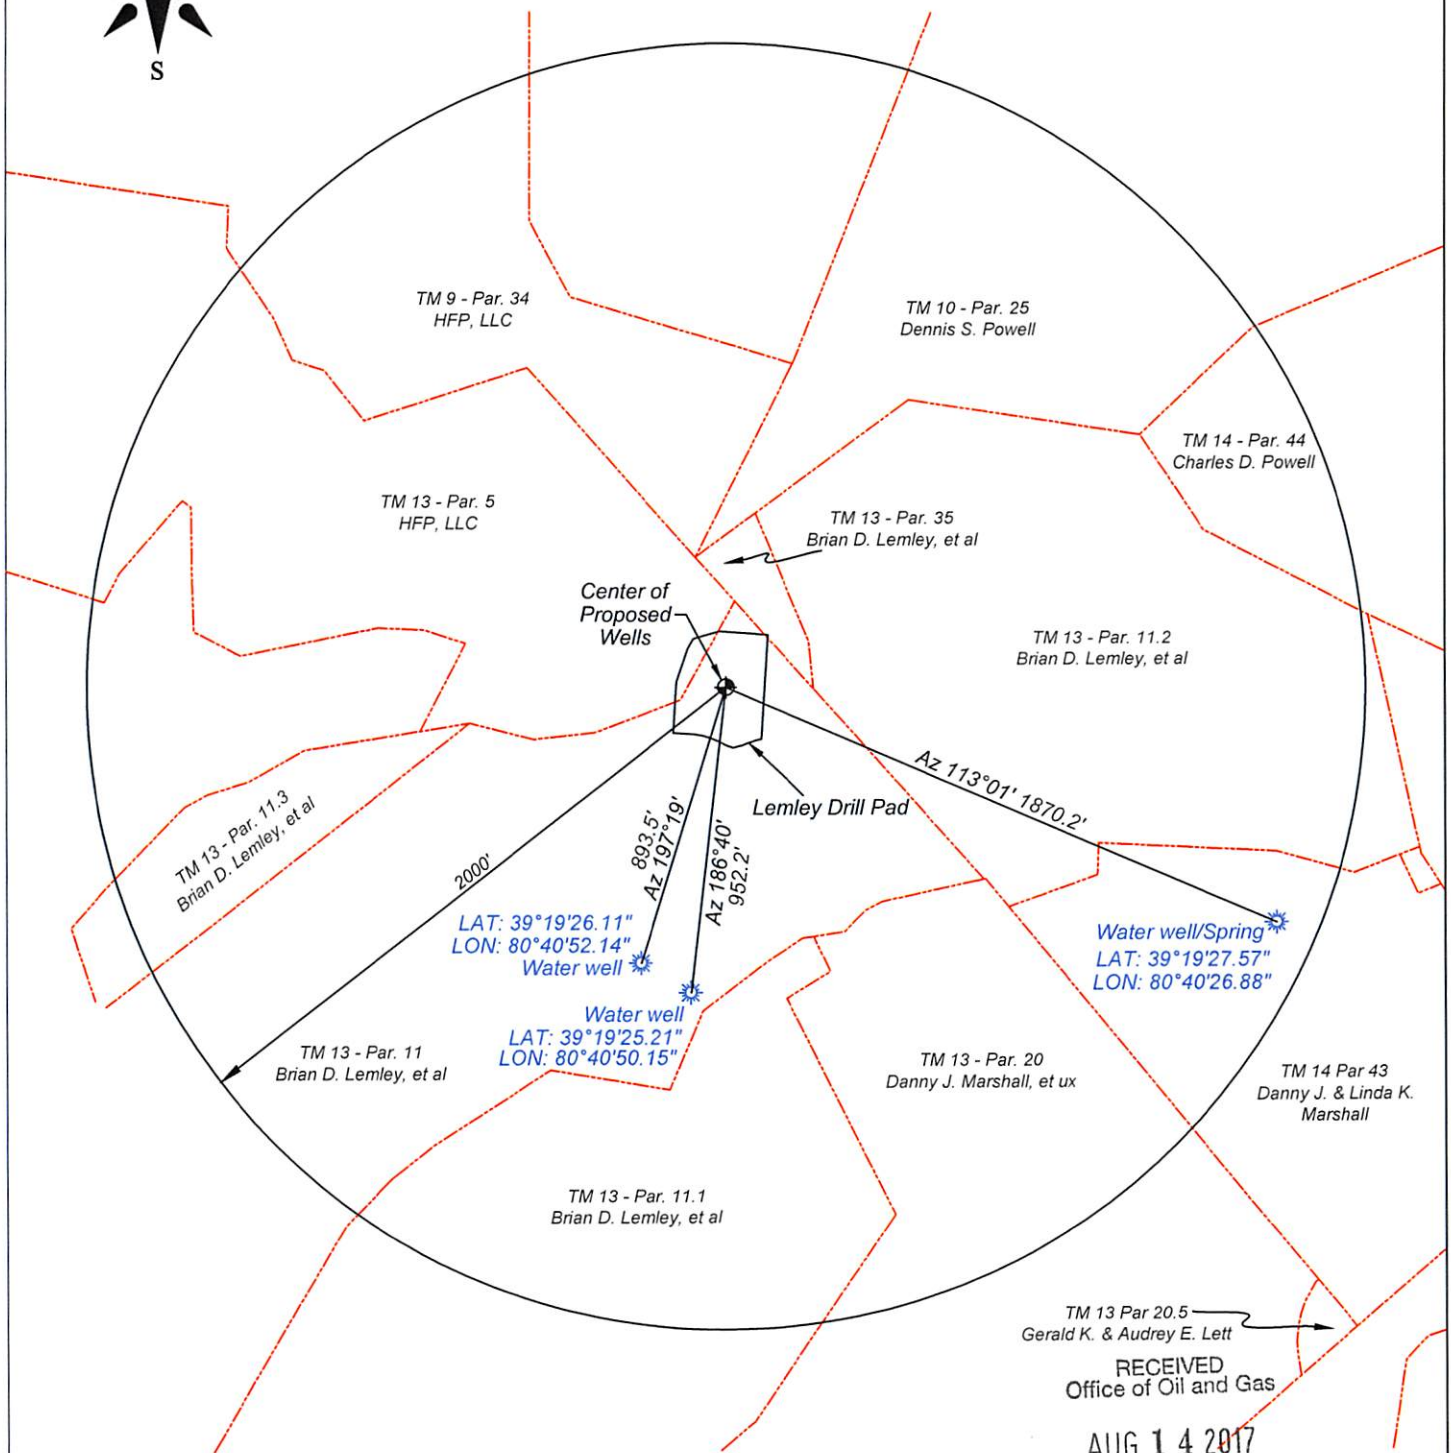 S
TM 9 - Par. 34
HFP, LLC
TM 10 - Par. 25
Dennis S. Powell
TM 14 - Par. 44
Charles D. Powell
TM 13 - Par. 5
HFP, LLC
TM 13 - Par. 35
Brian D. Lemley, et al
Center of
Proposed
Wells
TM 13 - Par. 11.2
Brian D. Lemley, et al
Az 113°01' 1870.2'
Lemley Drill Pad
TM 13 - Par. 11.3
Brian D. Lemley, et al
2000'
893.5'
Az 197°19'
Az 186°40'
952.2'
LAT: 39°19'26.11"
LON: 80°40'52.14"
Water well
Water well/Spring
LAT: 39°19'27.57"
LON: 80°40'26.88"
Water well
LAT: 39°19'25.21"
LON: 80°40'50.15"
TM 13 - Par. 11
Brian D. Lemley, et al
TM 13 - Par. 20
Danny J. Marshall, et ux
TM 14 Par 43
Danny J. & Linda K.
Marshall
TM 13 - Par. 11.1
Brian D. Lemley, et al
TM 13 Par 20.5
Gerald K. & Audrey E. Lett
RECEIVED
Office of Oil and Gas
AUG 14 2017